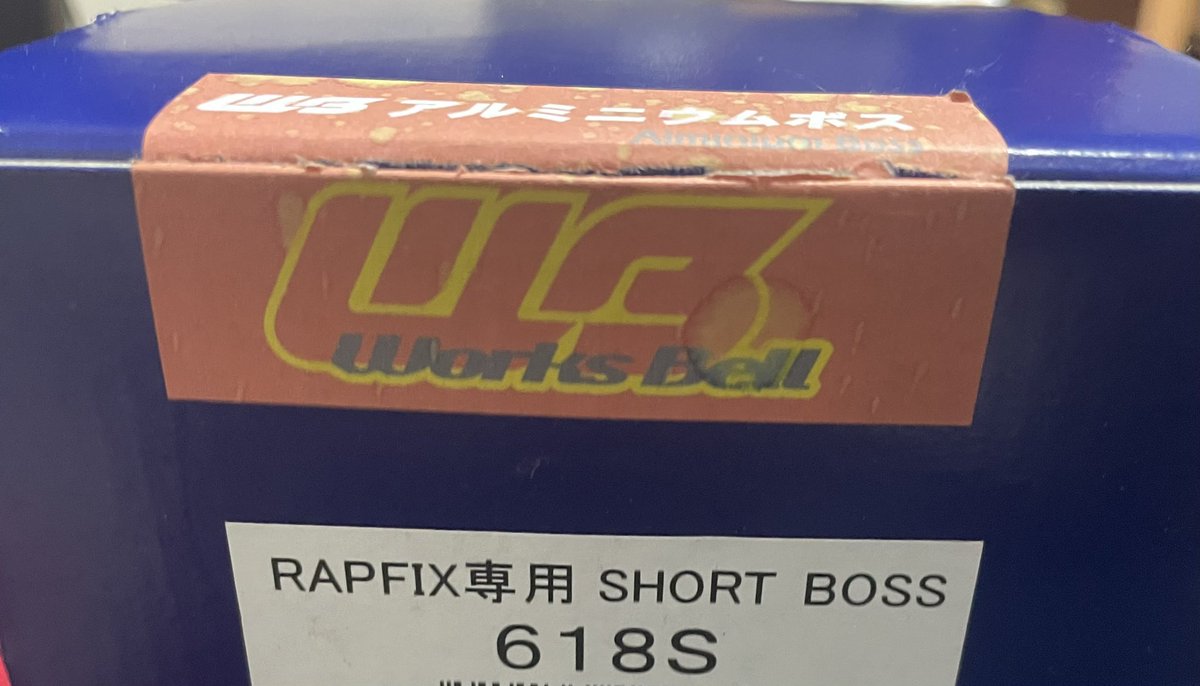 WB アルミニウムボス
Aluminium Boss
WB
Works Bell
RAPFIX専用 SHORT BOSS
618S